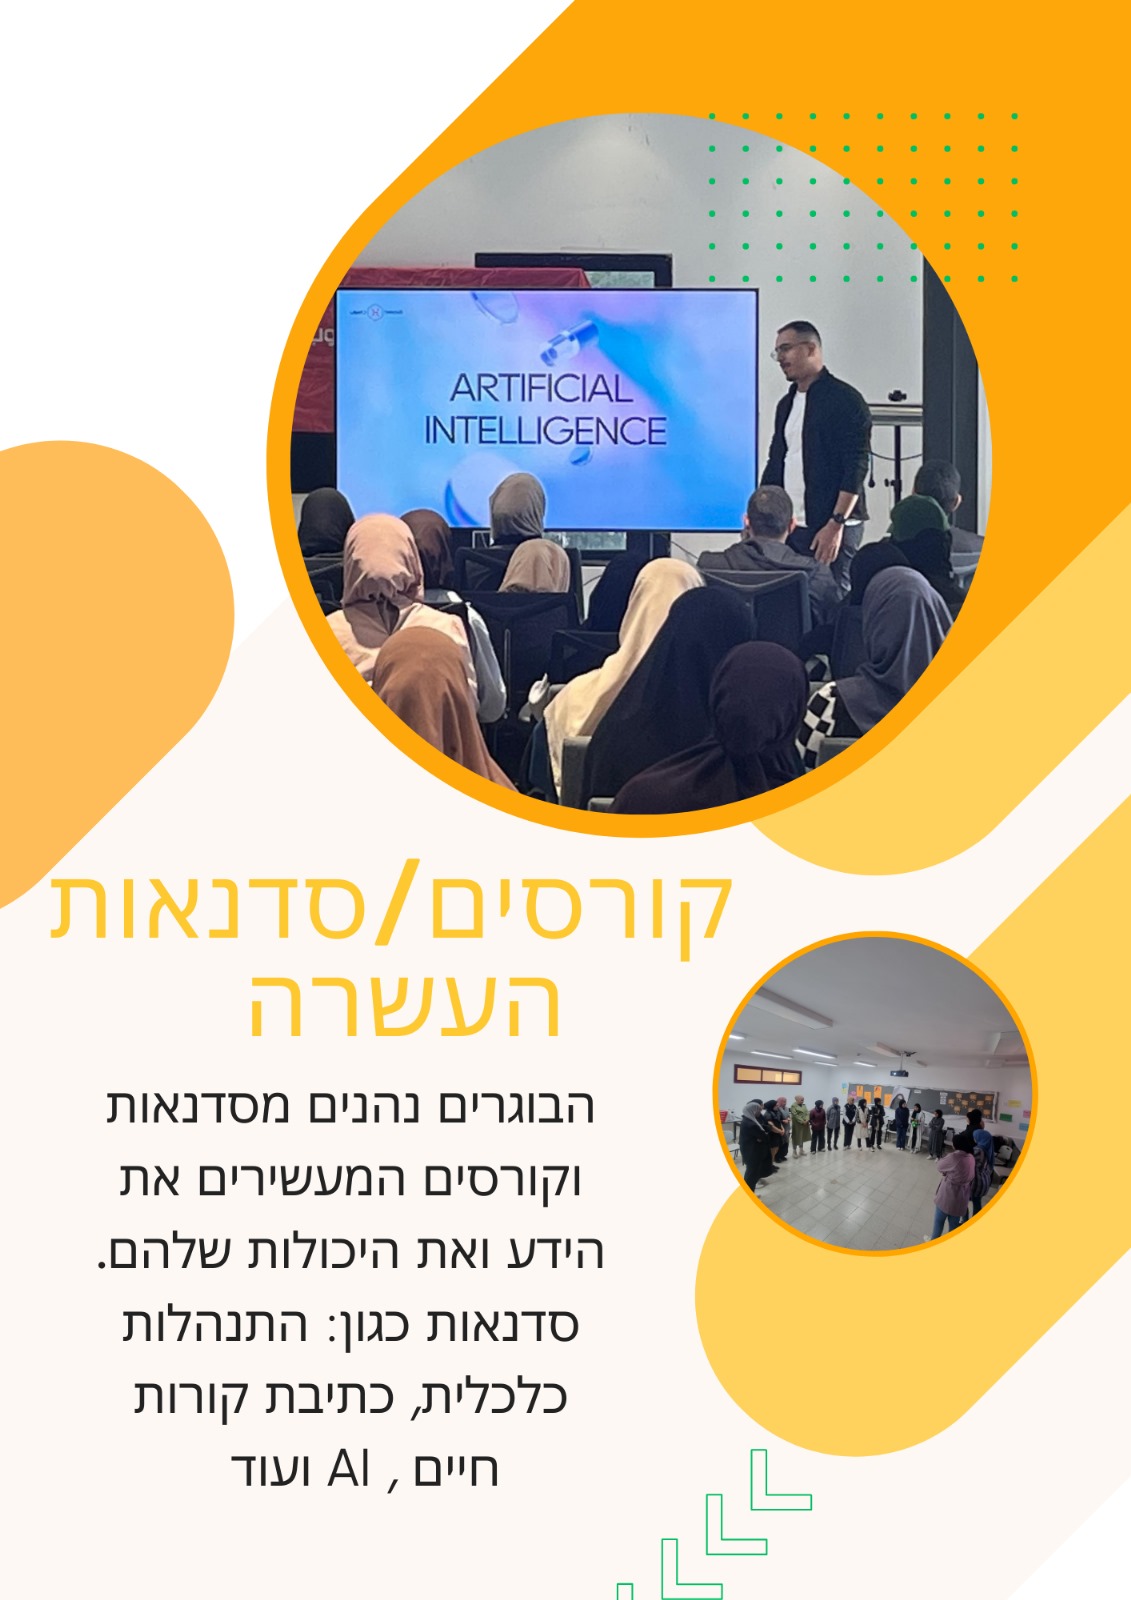 ARTIFICIAL
INTELLIGENCE
קורסים/סדנאות
העשרה
הבוגרים נהנים מסדנאות
וקורסים המעשירים את
הידע ואת היכולות שלהם.
סדנאות כגון: התנהלות
כלכלית, כתיבת קורות
חיים , AI ועוד